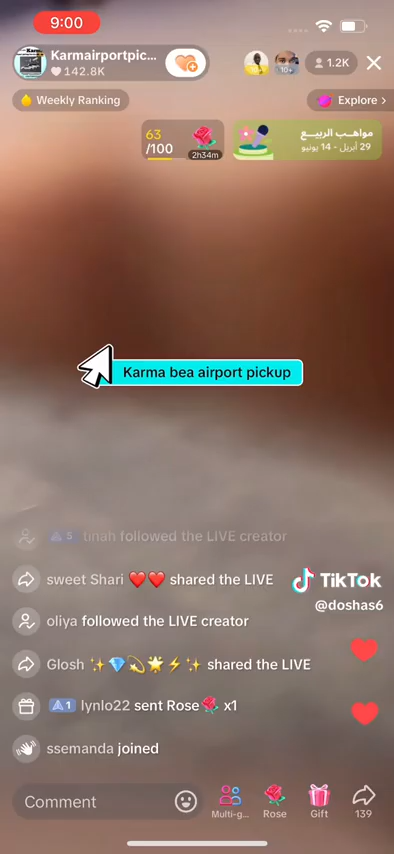 9:00
Karmairportpic...
142.8K
10+
1.2K
Weekly Ranking
Explore >
63
/100
2h34m
مواهب الربيع
29 أبريل - 14 يونيو
Karma bea airport pickup
5 tinah followed the LIVE creator
sweet Shari ❤️❤️ shared the LIVE
TikTok
@doshas6
oliya followed the LIVE creator
Glosh ✨💎💫🌟⚡✨ shared the LIVE
1 lynlo22 sent Rose🌹 x1
ssemanda joined
Comment
Multi-g...
Rose
Gift
139